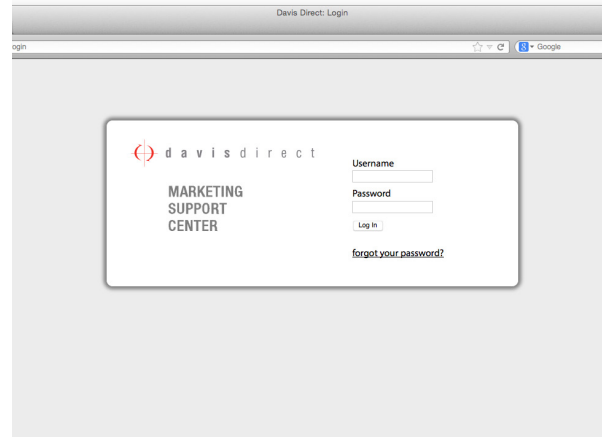 Davis Direct: Login
ogin
Google
davisdirect
MARKETING
SUPPORT
CENTER
Username
Password
Log In
forgot your password?